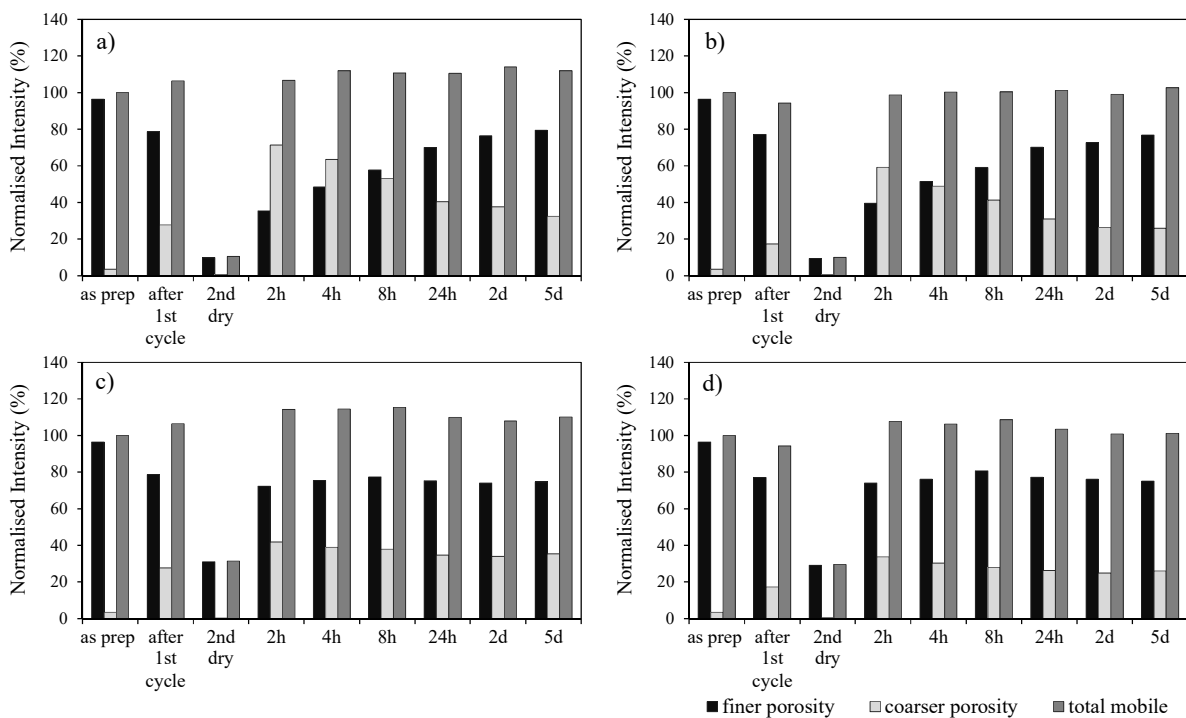 a)
Normalised Intensity (%)
140
120
100
80
60
40
20
0
as prep
after
1st
cycle
2nd
dry
2h
4h
8h
24h
2d
5d
b)
Normalised Intensity (%)
140
120
100
80
60
40
20
0
as prep
after
1st
cycle
2nd
dry
2h
4h
8h
24h
2d
5d
c)
Normalised Intensity (%)
140
120
100
80
60
40
20
0
as prep
after
1st
cycle
2nd
dry
2h
4h
8h
24h
2d
5d
d)
Normalised Intensity (%)
140
120
100
80
60
40
20
0
as prep
after
1st
cycle
2nd
dry
2h
4h
8h
24h
2d
5d
finer porosity
coarser porosity
total mobile